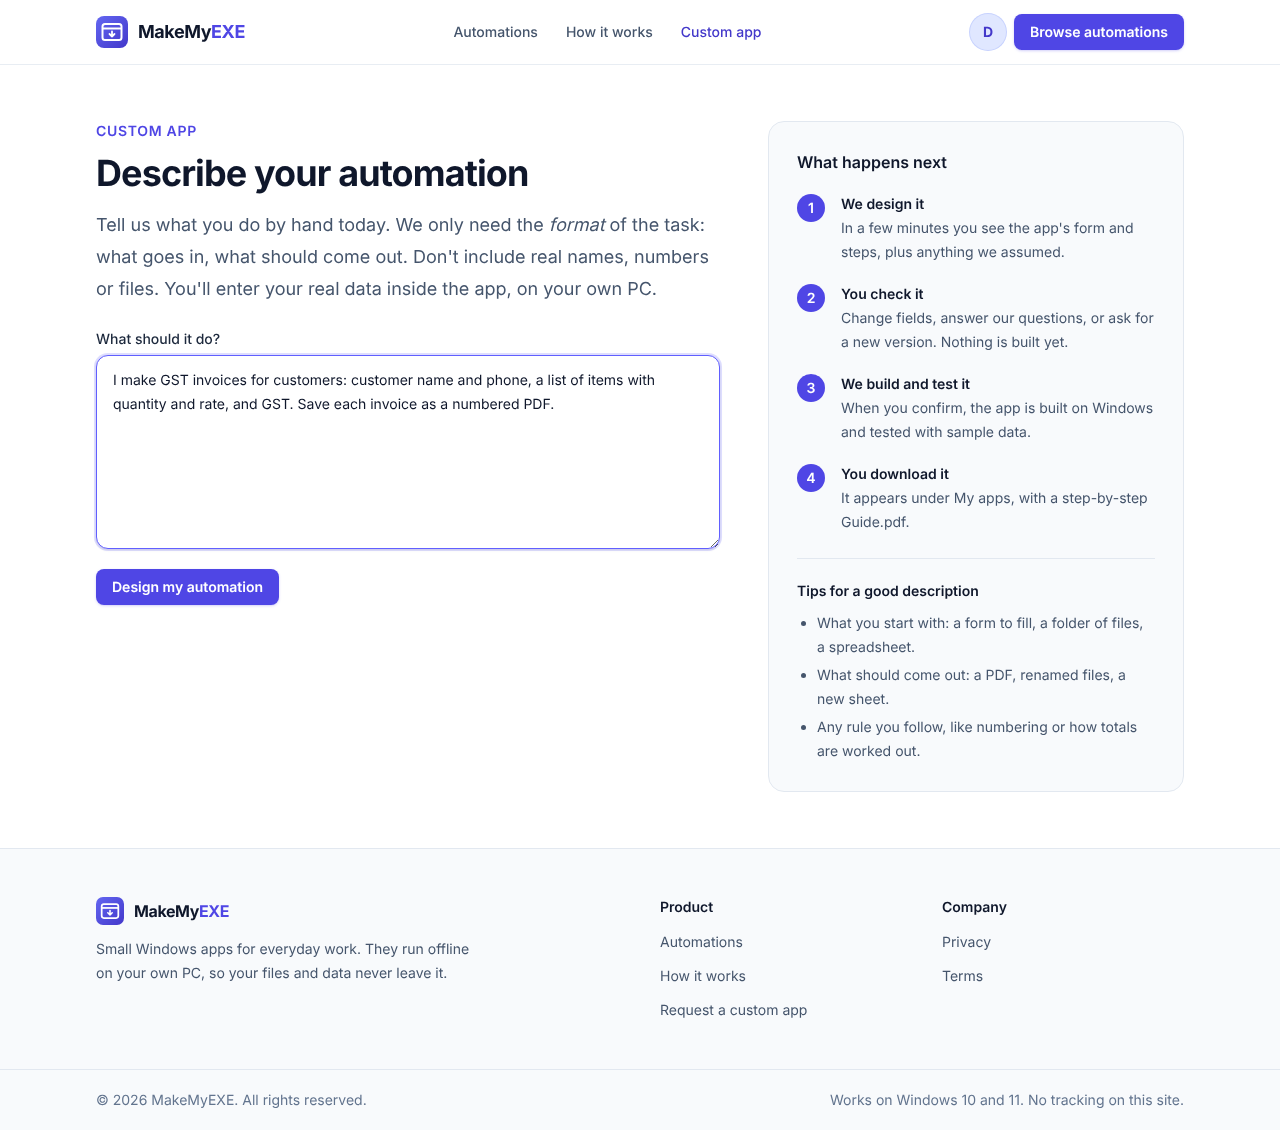 MakeMyEXE
Automations
How it works
Custom app
D
Browse automations
CUSTOM APP
Describe your automation
Tell us what you do by hand today. We only need the format of the task:
what goes in, what should come out. Don't include real names, numbers
or files. You'll enter your real data inside the app, on your own PC.
What should it do?
I make GST invoices for customers: customer name and phone, a list of items with
quantity and rate, and GST. Save each invoice as a numbered PDF.
Design my automation
What happens next
1
We design it
In a few minutes you see the app's form and
steps, plus anything we assumed.
2
You check it
Change fields, answer our questions, or ask for
a new version. Nothing is built yet.
3
We build and test it
When you confirm, the app is built on Windows
and tested with sample data.
4
You download it
It appears under My apps, with a step-by-step
Guide.pdf.
Tips for a good description
What you start with: a form to fill, a folder of files,
a spreadsheet.
What should come out: a PDF, renamed files, a
new sheet.
Any rule you follow, like numbering or how totals
are worked out.
MakeMyEXE
Small Windows apps for everyday work. They run offline
on your own PC, so your files and data never leave it.
Product
Automations
How it works
Request a custom app
Company
Privacy
Terms
© 2026 MakeMyEXE. All rights reserved.
Works on Windows 10 and 11. No tracking on this site.